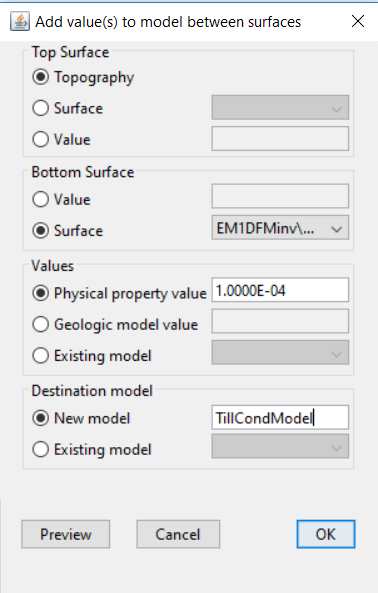 Add value(s) to model between surfaces
Top Surface
Topography
Surface
Value
Bottom Surface
Value
Surface EM1DFMinv\...
Values
Physical property value 1.0000E-04
Geologic model value
Existing model
Destination model
New model TillCondModel
Existing model
Preview Cancel OK